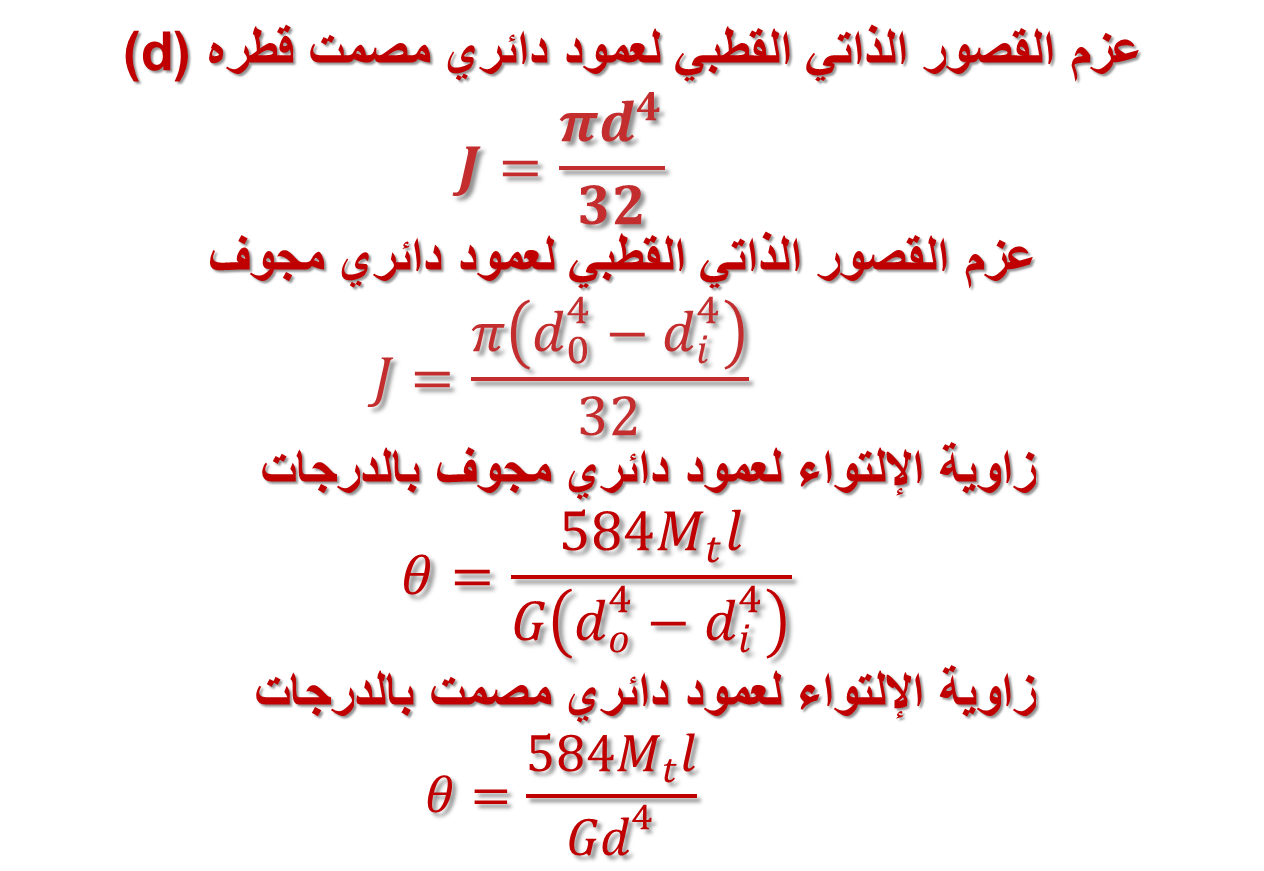 عزم القصور الذاتي القطبي لعمود دائري مصمت قطره (d)
J = πd⁴/32
عزم القصور الذاتي القطبي لعمود دائري مجوف
J = π(d₀⁴ − dᵢ⁴)/32
زاوية الإلتواء لعمود دائري مجوف بالدرجات
θ = 584Mₜl/G(dₒ⁴ − dᵢ⁴)
زاوية الإلتواء لعمود دائري مصمت بالدرجات
θ = 584Mₜl/Gd⁴